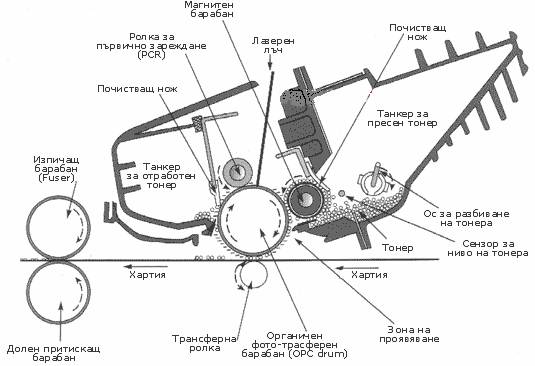 Магнитен
барабан
Ролка за
първично зареждане
(PCR)
Лазерен
лъч
Почистващ
нож
Почистващ нож
Танкер за
пресен тонер
Изпичащ
барабан
(Fuser)
Танкер
за отработен
тонер
Ос за разбиване
на тонера
Тонер
Сензор за
ниво на тонера
Хартия
Хартия
Долен притискащ
барабан
Трансферна
ролка
Органичен
фото-трасферен
барабан (OPC drum)
Зона на
проявяване